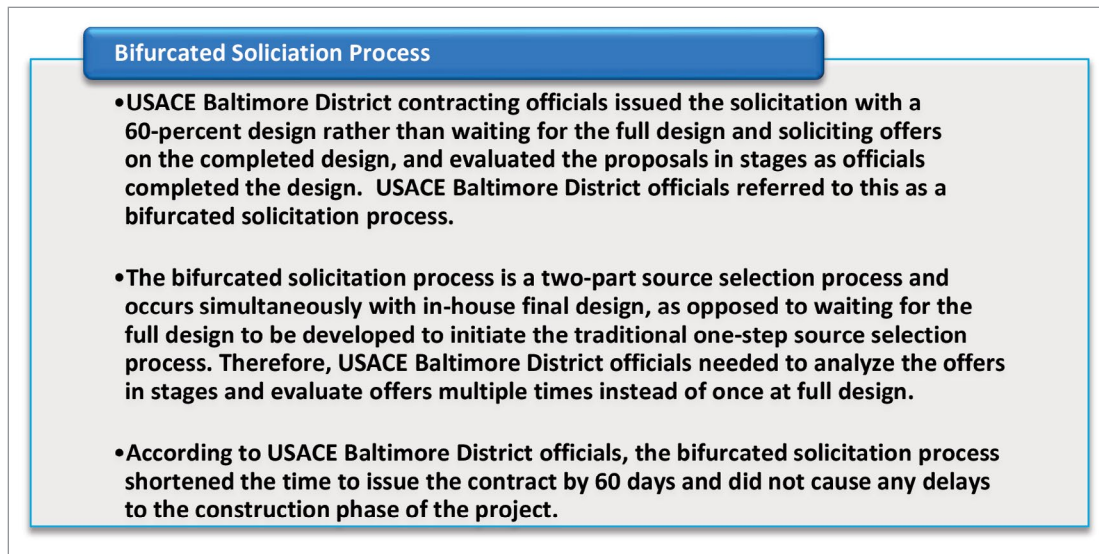 Bifurcated Soliciation Process
•USACE Baltimore District contracting officials issued the solicitation with a
60-percent design rather than waiting for the full design and soliciting offers
on the completed design, and evaluated the proposals in stages as officials
completed the design.  USACE Baltimore District officials referred to this as a
bifurcated solicitation process.
•The bifurcated solicitation process is a two-part source selection process and
occurs simultaneously with in-house final design, as opposed to waiting for the
full design to be developed to initiate the traditional one-step source selection
process. Therefore, USACE Baltimore District officials needed to analyze the offers
in stages and evaluate offers multiple times instead of once at full design.
•According to USACE Baltimore District officials, the bifurcated solicitation process
shortened the time to issue the contract by 60 days and did not cause any delays
to the construction phase of the project.